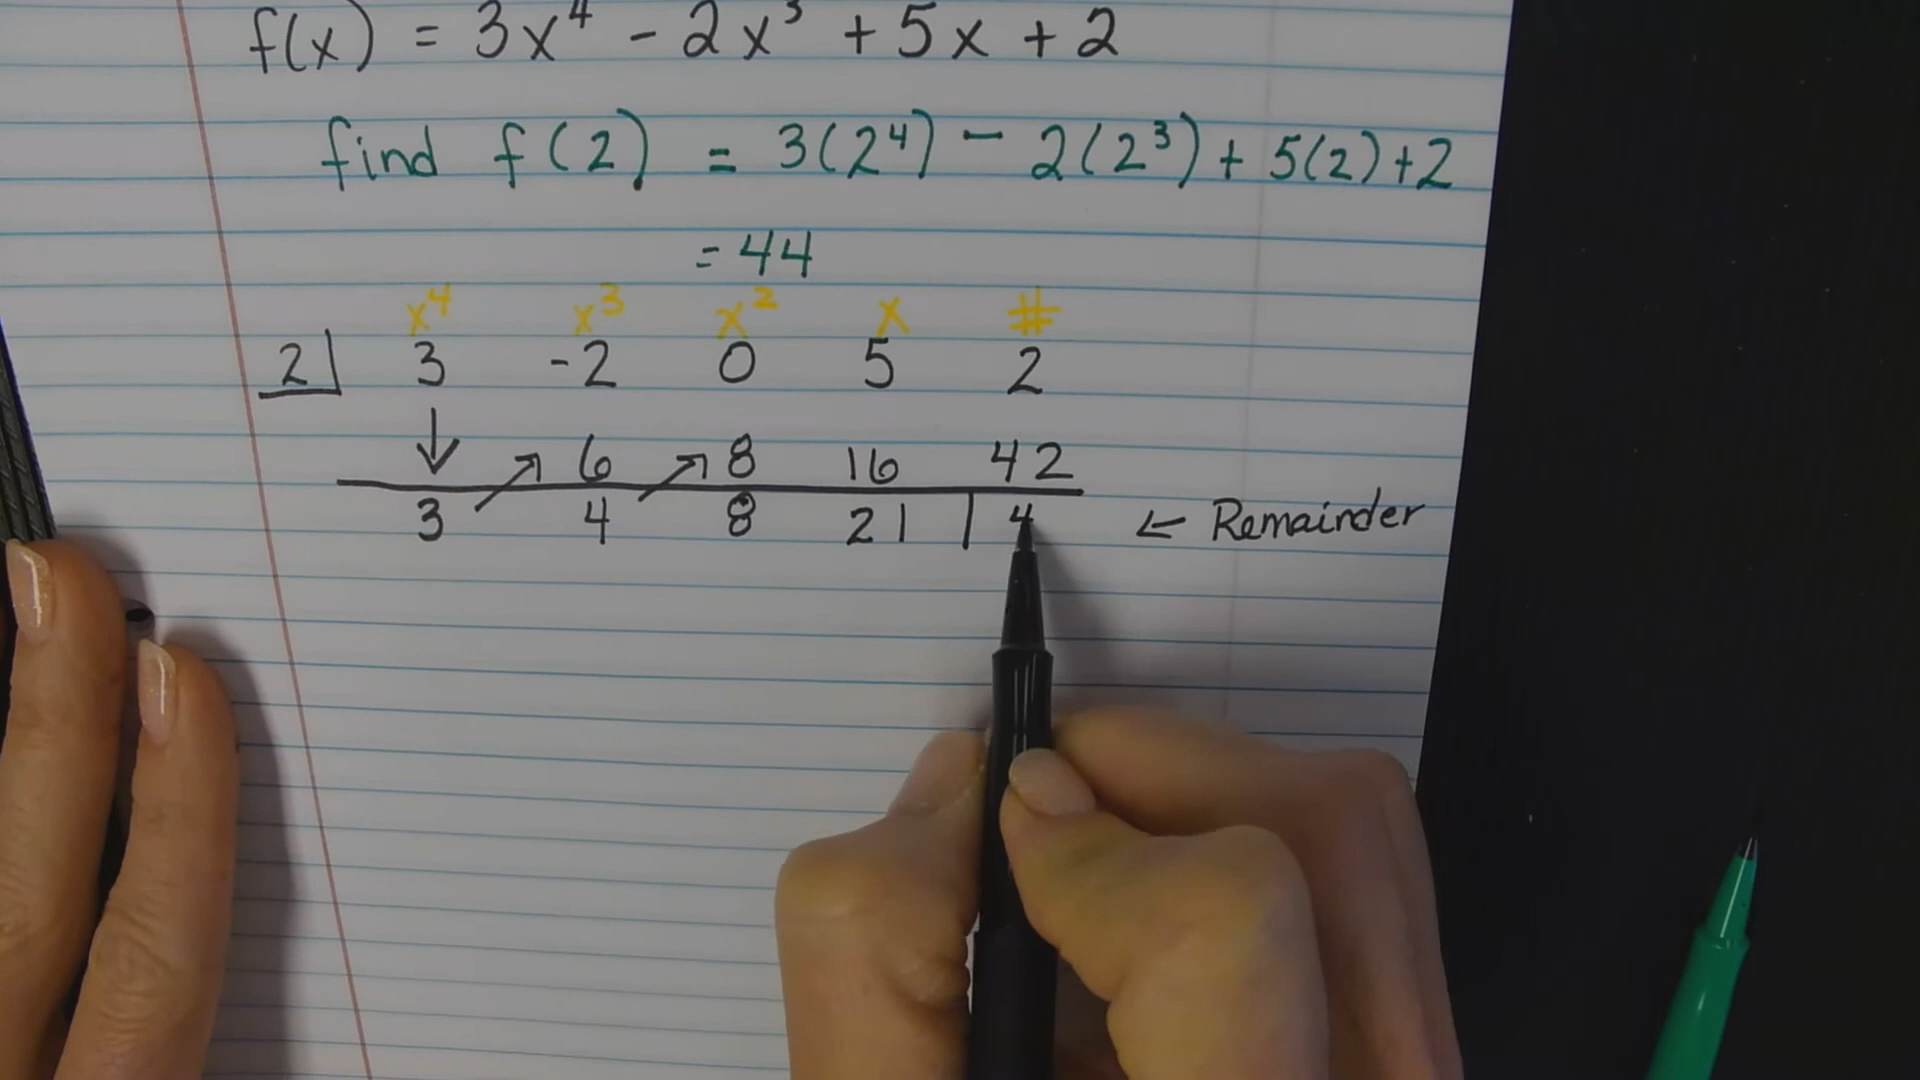 f(x) = 3x⁴ - 2x³ + 5x + 2
find f(2) = 3(2⁴) - 2(2³) + 5(2) + 2
= 44
x⁴ x³ x² x #
2 3 -2 0 5 2
6 8 16 42
3 4 8 21 | 4 ← Remainder